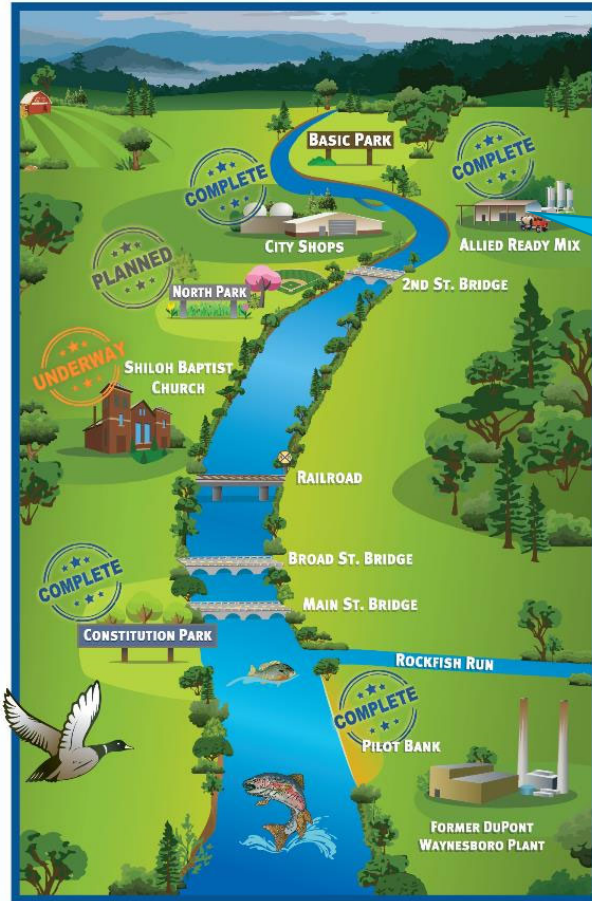 BASIC PARK
COMPLETE
COMPLETE
CITY SHOPS
ALLIED READY MIX
PLANNED
2ND ST. BRIDGE
NORTH PARK
UNDERWAY
SHILOH BAPTIST
CHURCH
RAILROAD
BROAD ST. BRIDGE
COMPLETE
MAIN ST. BRIDGE
CONSTITUTION PARK
ROCKFISH RUN
COMPLETE
PILOT BANK
FORMER DUPONT
WAYNESBORO PLANT